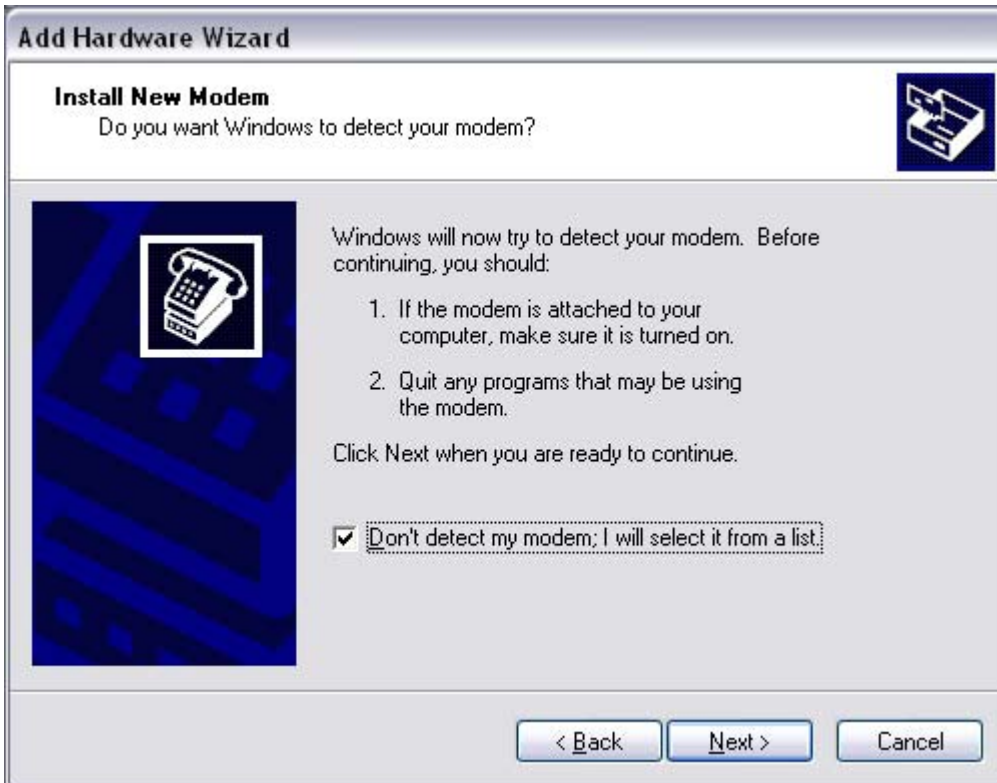 Add Hardware Wizard
Install New Modem
Do you want Windows to detect your modem?
Windows will now try to detect your modem.  Before
continuing, you should:
1. If the modem is attached to your
computer, make sure it is turned on.
2. Quit any programs that may be using
the modem.
Click Next when you are ready to continue.
Don't detect my modem; I will select it from a list.
< Back
Next >
Cancel